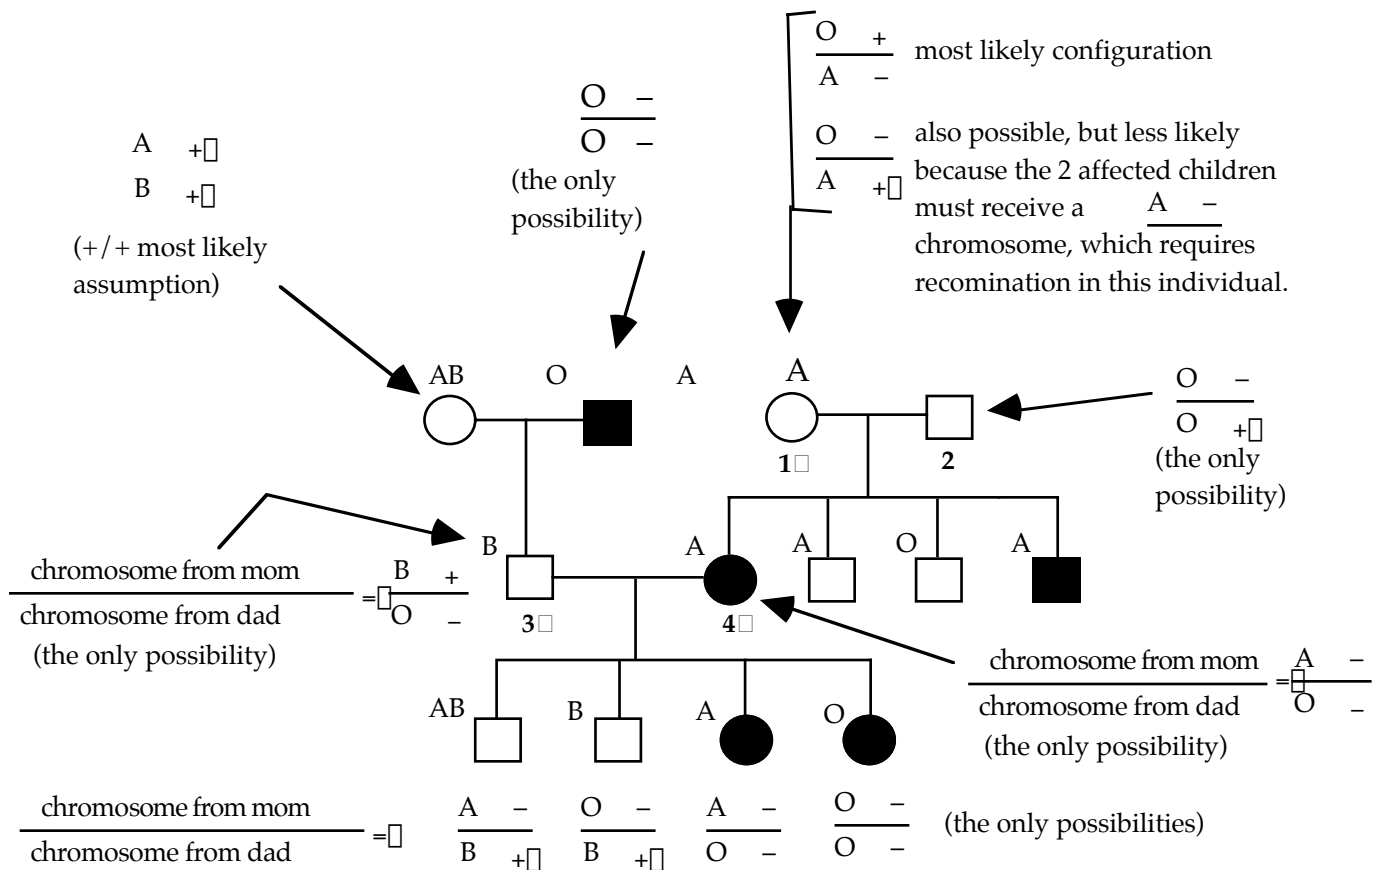 O +
A –
most likely configuration
O –
A +
also possible, but less likely
because the 2 affected children
must receive a A –
chromosome, which requires
recomination in this individual.
O –
O –
(the only
possibility)
A +
B +
(+/+ most likely
assumption)
AB O A A
O –
O +
(the only
possibility)
1 2
B A A O A
chromosome from mom
chromosome from dad
= B +
O –
(the only possibility)
3 4
chromosome from mom
chromosome from dad
= A –
O –
(the only possibility)
AB B A O
chromosome from mom
chromosome from dad
=
A – O – A – O –
B + B + O – O –
(the only possibilities)